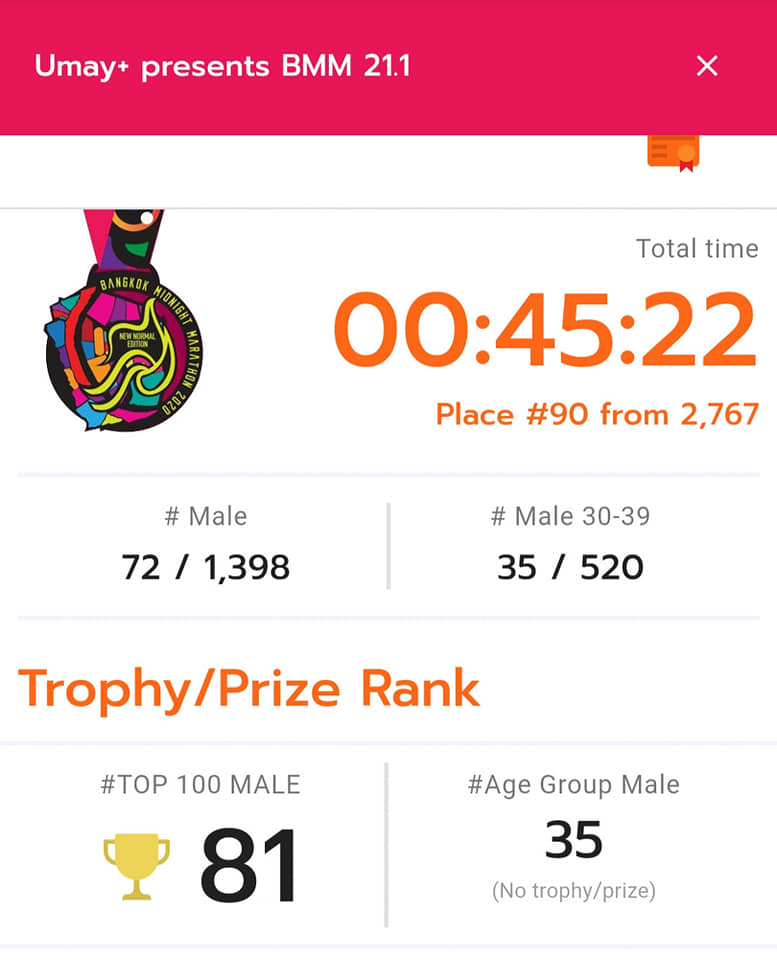 Umay+ presents BMM 21.1
×
Total time
BANGKOK MIDNIGHT MARATHON 2020
NEW NORMAL
EDITION
00:45:22
Place #90 from 2,767
# Male
72 / 1,398
# Male 30-39
35 / 520
Trophy/Prize Rank
#TOP 100 MALE
81
#Age Group Male
35
(No trophy/prize)